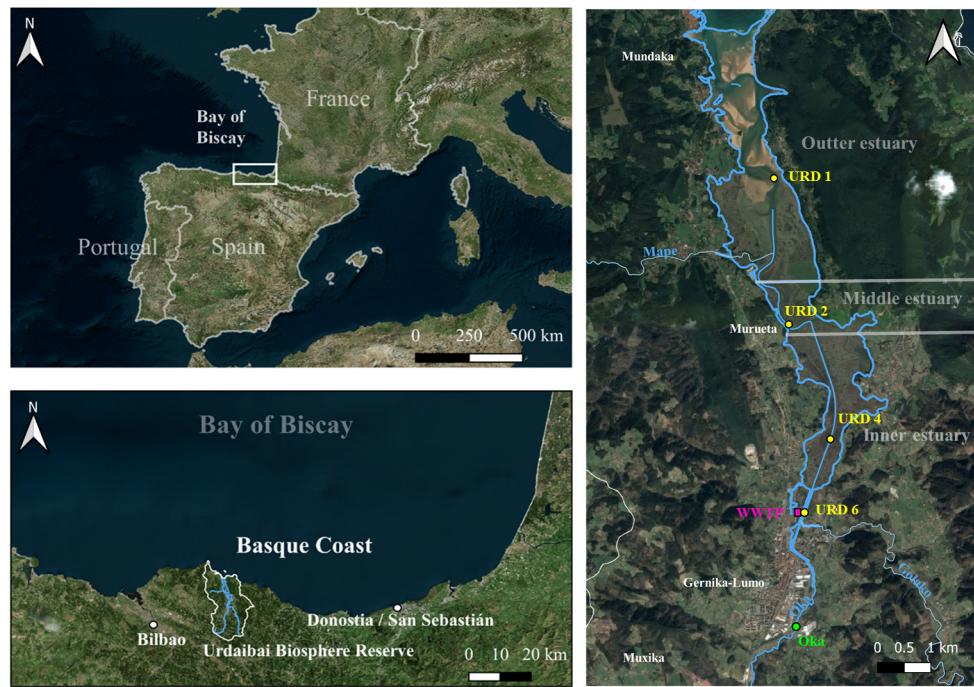 N
France
Bay of
Biscay
Portugal
Spain
0 250 500 km
N
Bay of Biscay
Basque Coast
Donostia / San Sebastián
Bilbao
Urdaibai Biosphere Reserve
0 10 20 km
N
Mundaka
Outter estuary
URD 1
Mape
Middle estuary
URD 2
Murueta
URD 4
Inner estuary
WWTP
URD 6
Golako
Gernika-Lumo
Oka
Oka
Muxika
0 0.5 1 km